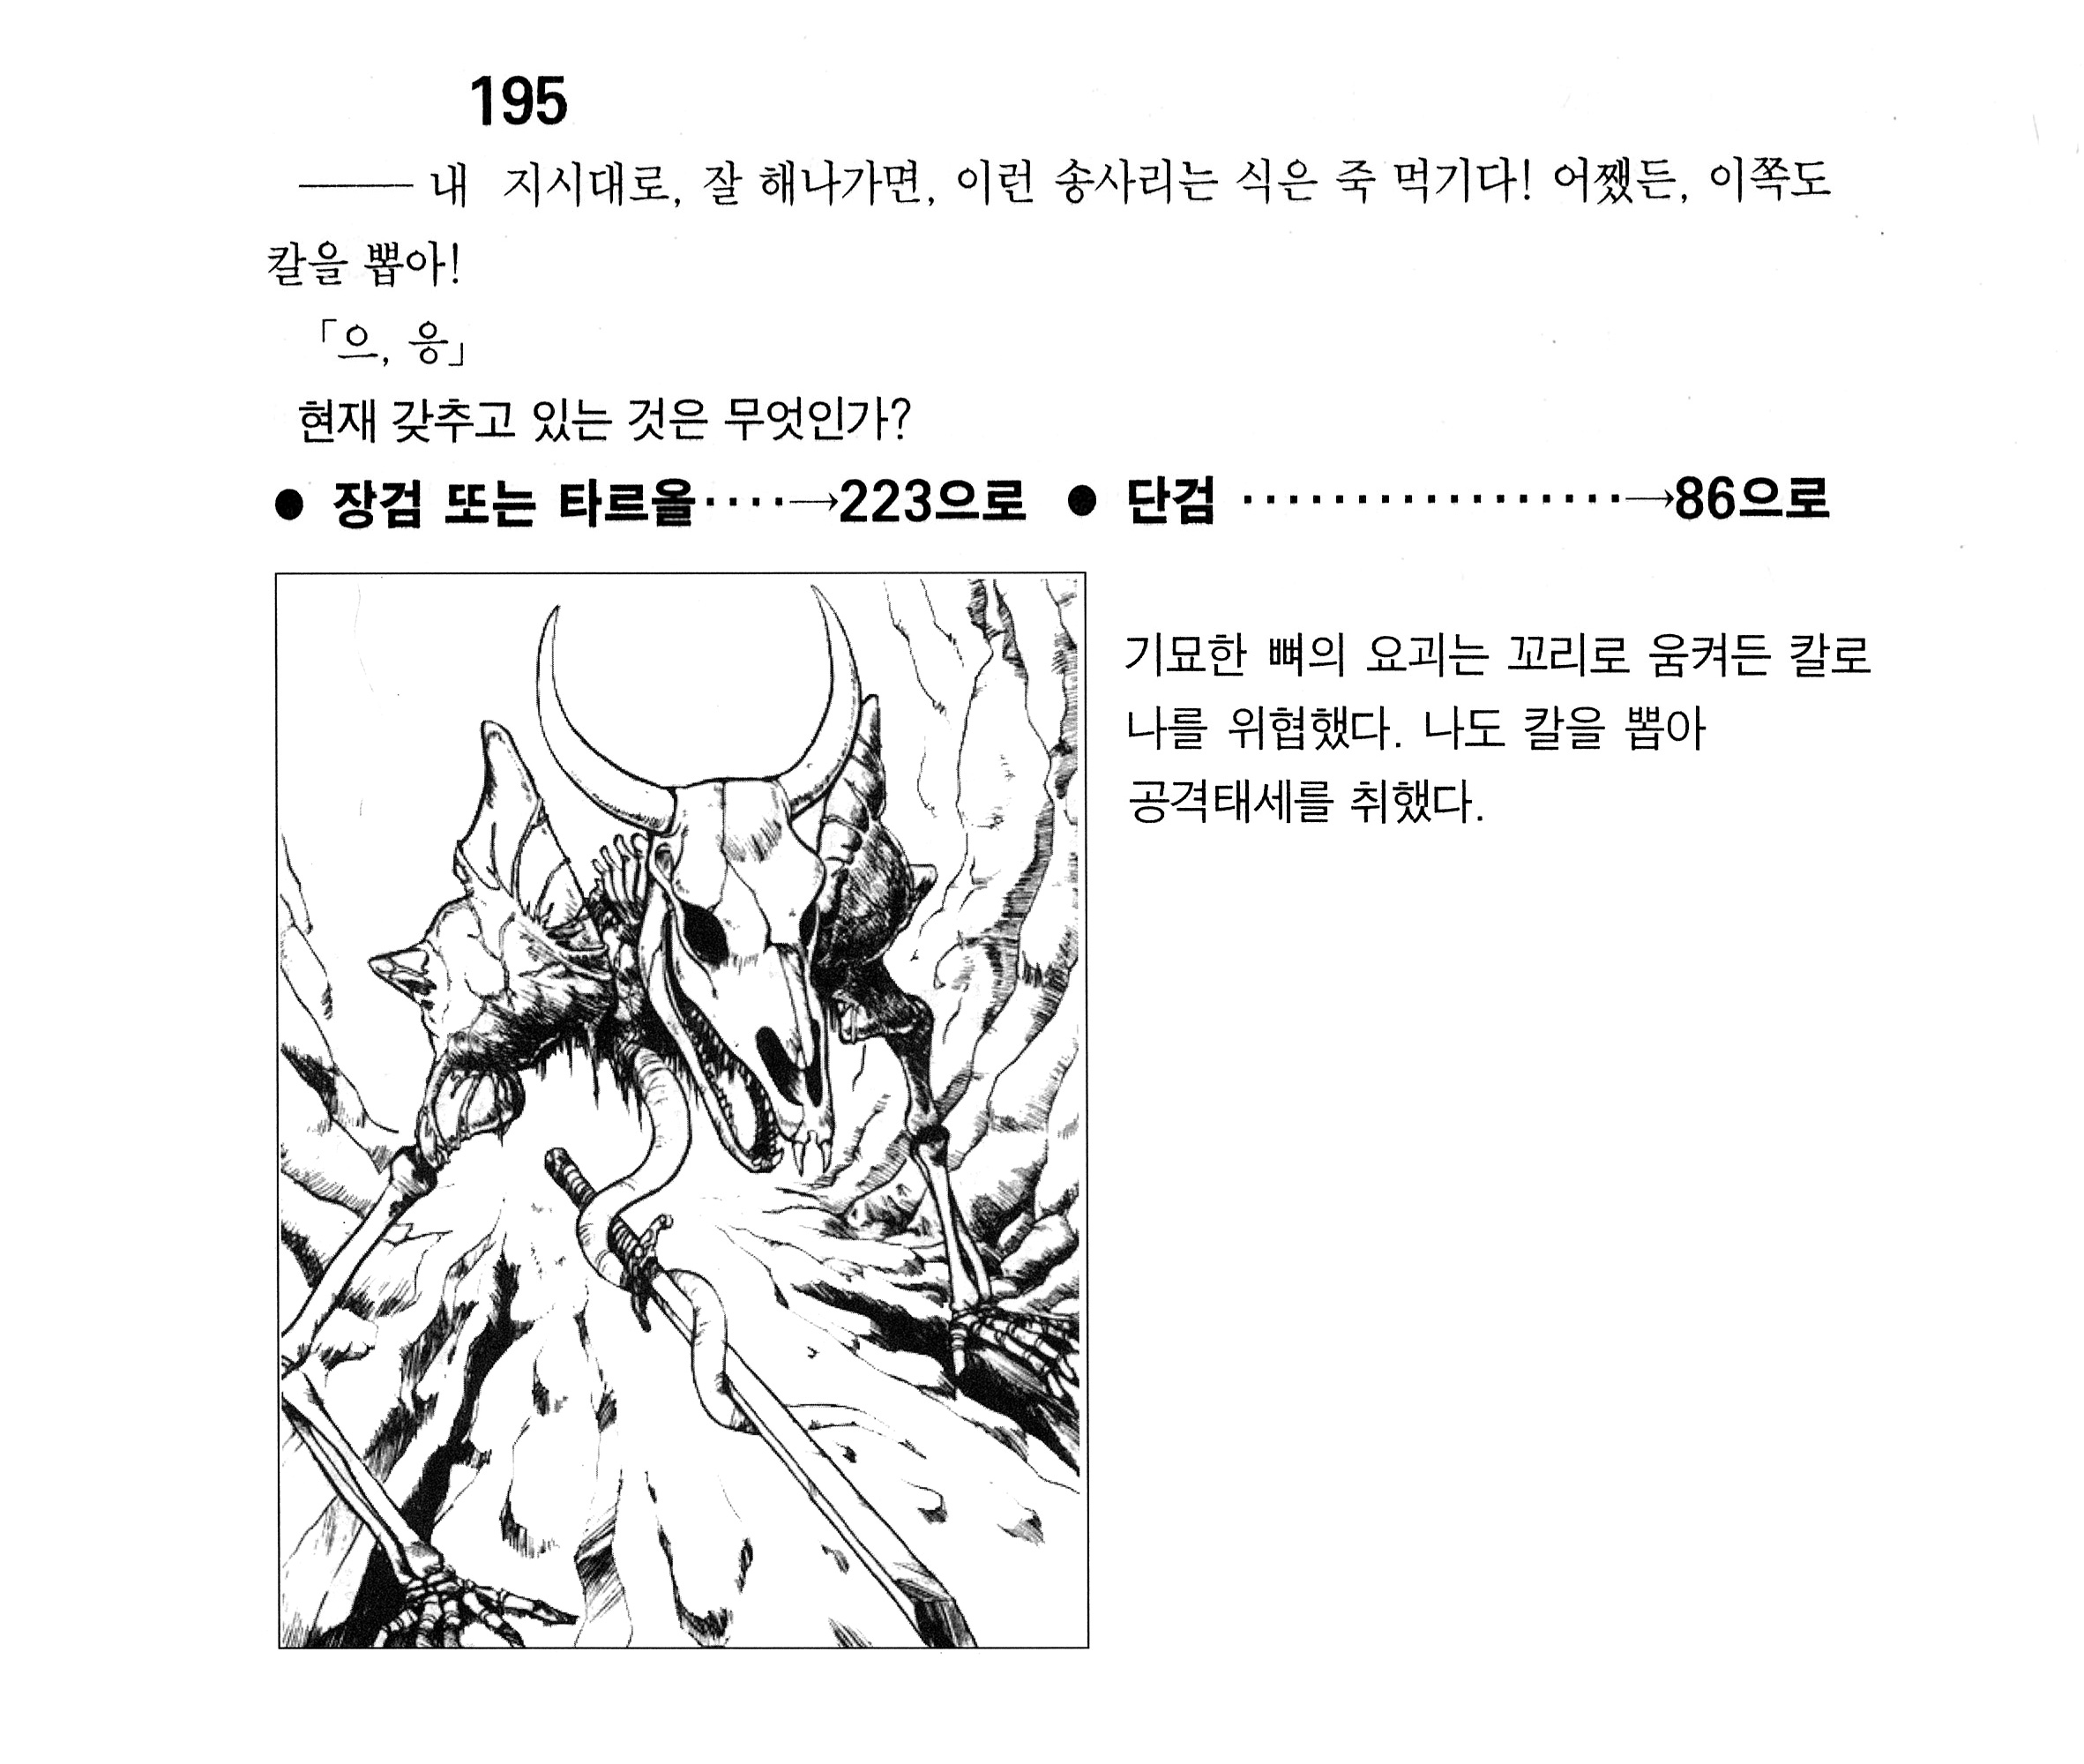 195
─── 내 지시대로, 잘 해나가면, 이런 송사리는 식은 죽 먹기다! 어쨌든, 이쪽도
칼을 뽑아!
「으, 응」
현재 갖추고 있는 것은 무엇인가?
● 장검 또는 타르올····→223으로 ● 단검 ·················→86으로
기묘한 뼈의 요괴는 꼬리로 움켜든 칼로
나를 위협했다. 나도 칼을 뽑아
공격태세를 취했다.